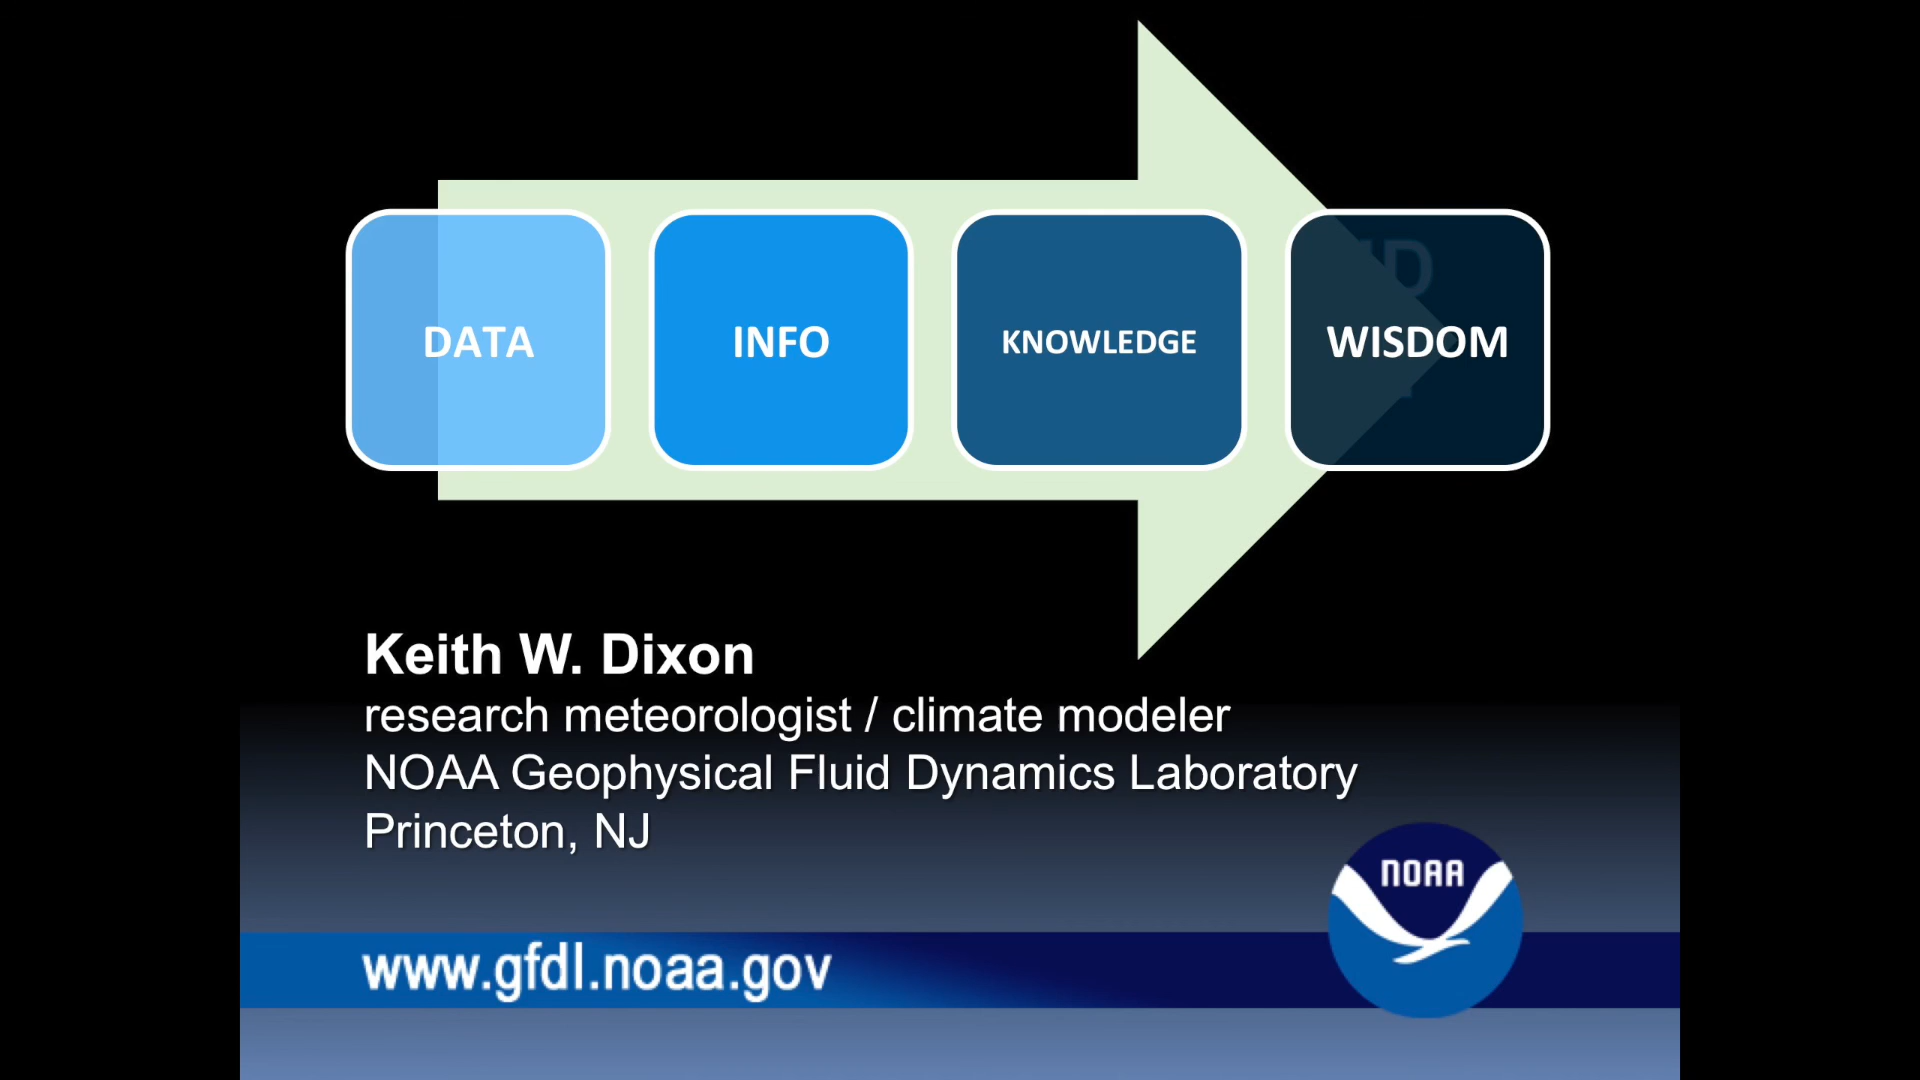 DATA
INFO
KNOWLEDGE
WISDOM
Keith W. Dixon
research meteorologist / climate modeler
NOAA Geophysical Fluid Dynamics Laboratory
Princeton, NJ
NOAA
www.gfdl.noaa.gov